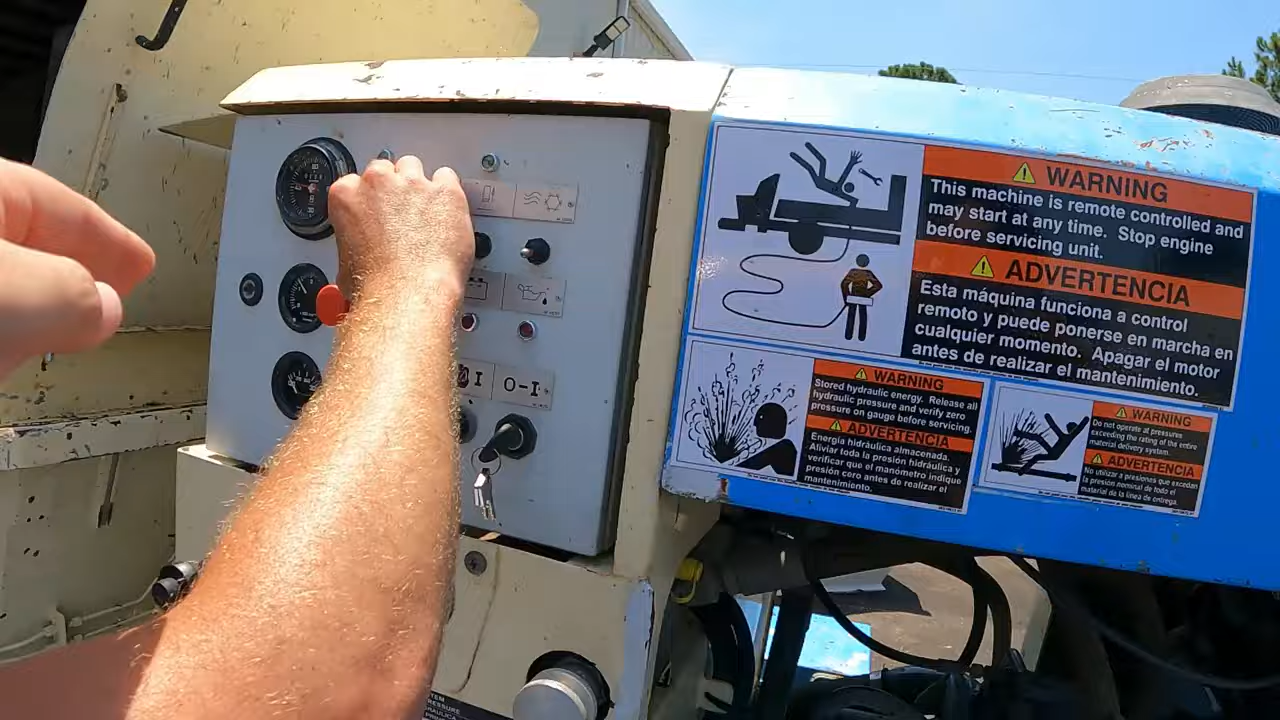 WARNING
This machine is remote controlled and
may start at any time. Stop engine
before servicing unit.
ADVERTENCIA
Esta máquina funciona a control
remoto y puede ponerse en marcha en
cualquier momento. Apagar el motor
antes de realizar el mantenimiento.
WARNING
Stored hydraulic energy. Release all
hydraulic pressure and verify zero
pressure on gauge before servicing.
ADVERTENCIA
Energía hidráulica almacenada.
Aliviar toda la presión hidráulica y
verificar que el manómetro indique
presión cero antes de realizar el
mantenimiento.
WARNING
Do not operate at pressures
exceeding the rating of the entire
material delivery system.
ADVERTENCIA
No utilizar a presiones que excedan
la presión nominal de todo el
material de la línea de entrega.
I
O-I